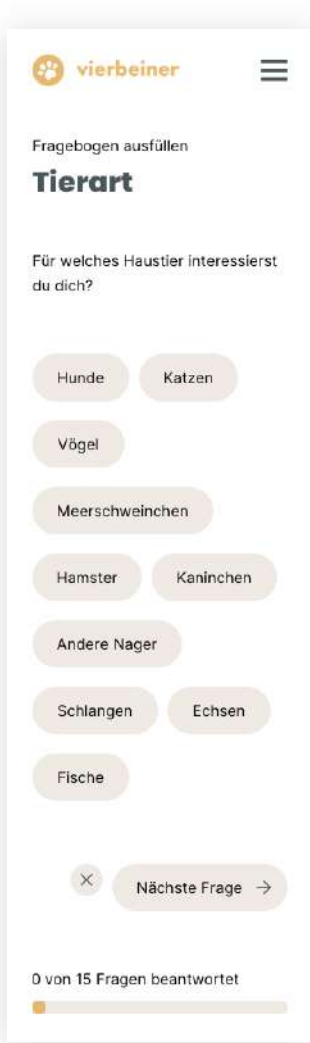 vierbeiner
Fragebogen ausfüllen
Tierart
Für welches Haustier interessierst
du dich?
Hunde
Katzen
Vögel
Meerschweinchen
Hamster
Kaninchen
Andere Nager
Schlangen
Echsen
Fische
Nächste Frage →
0 von 15 Fragen beantwortet